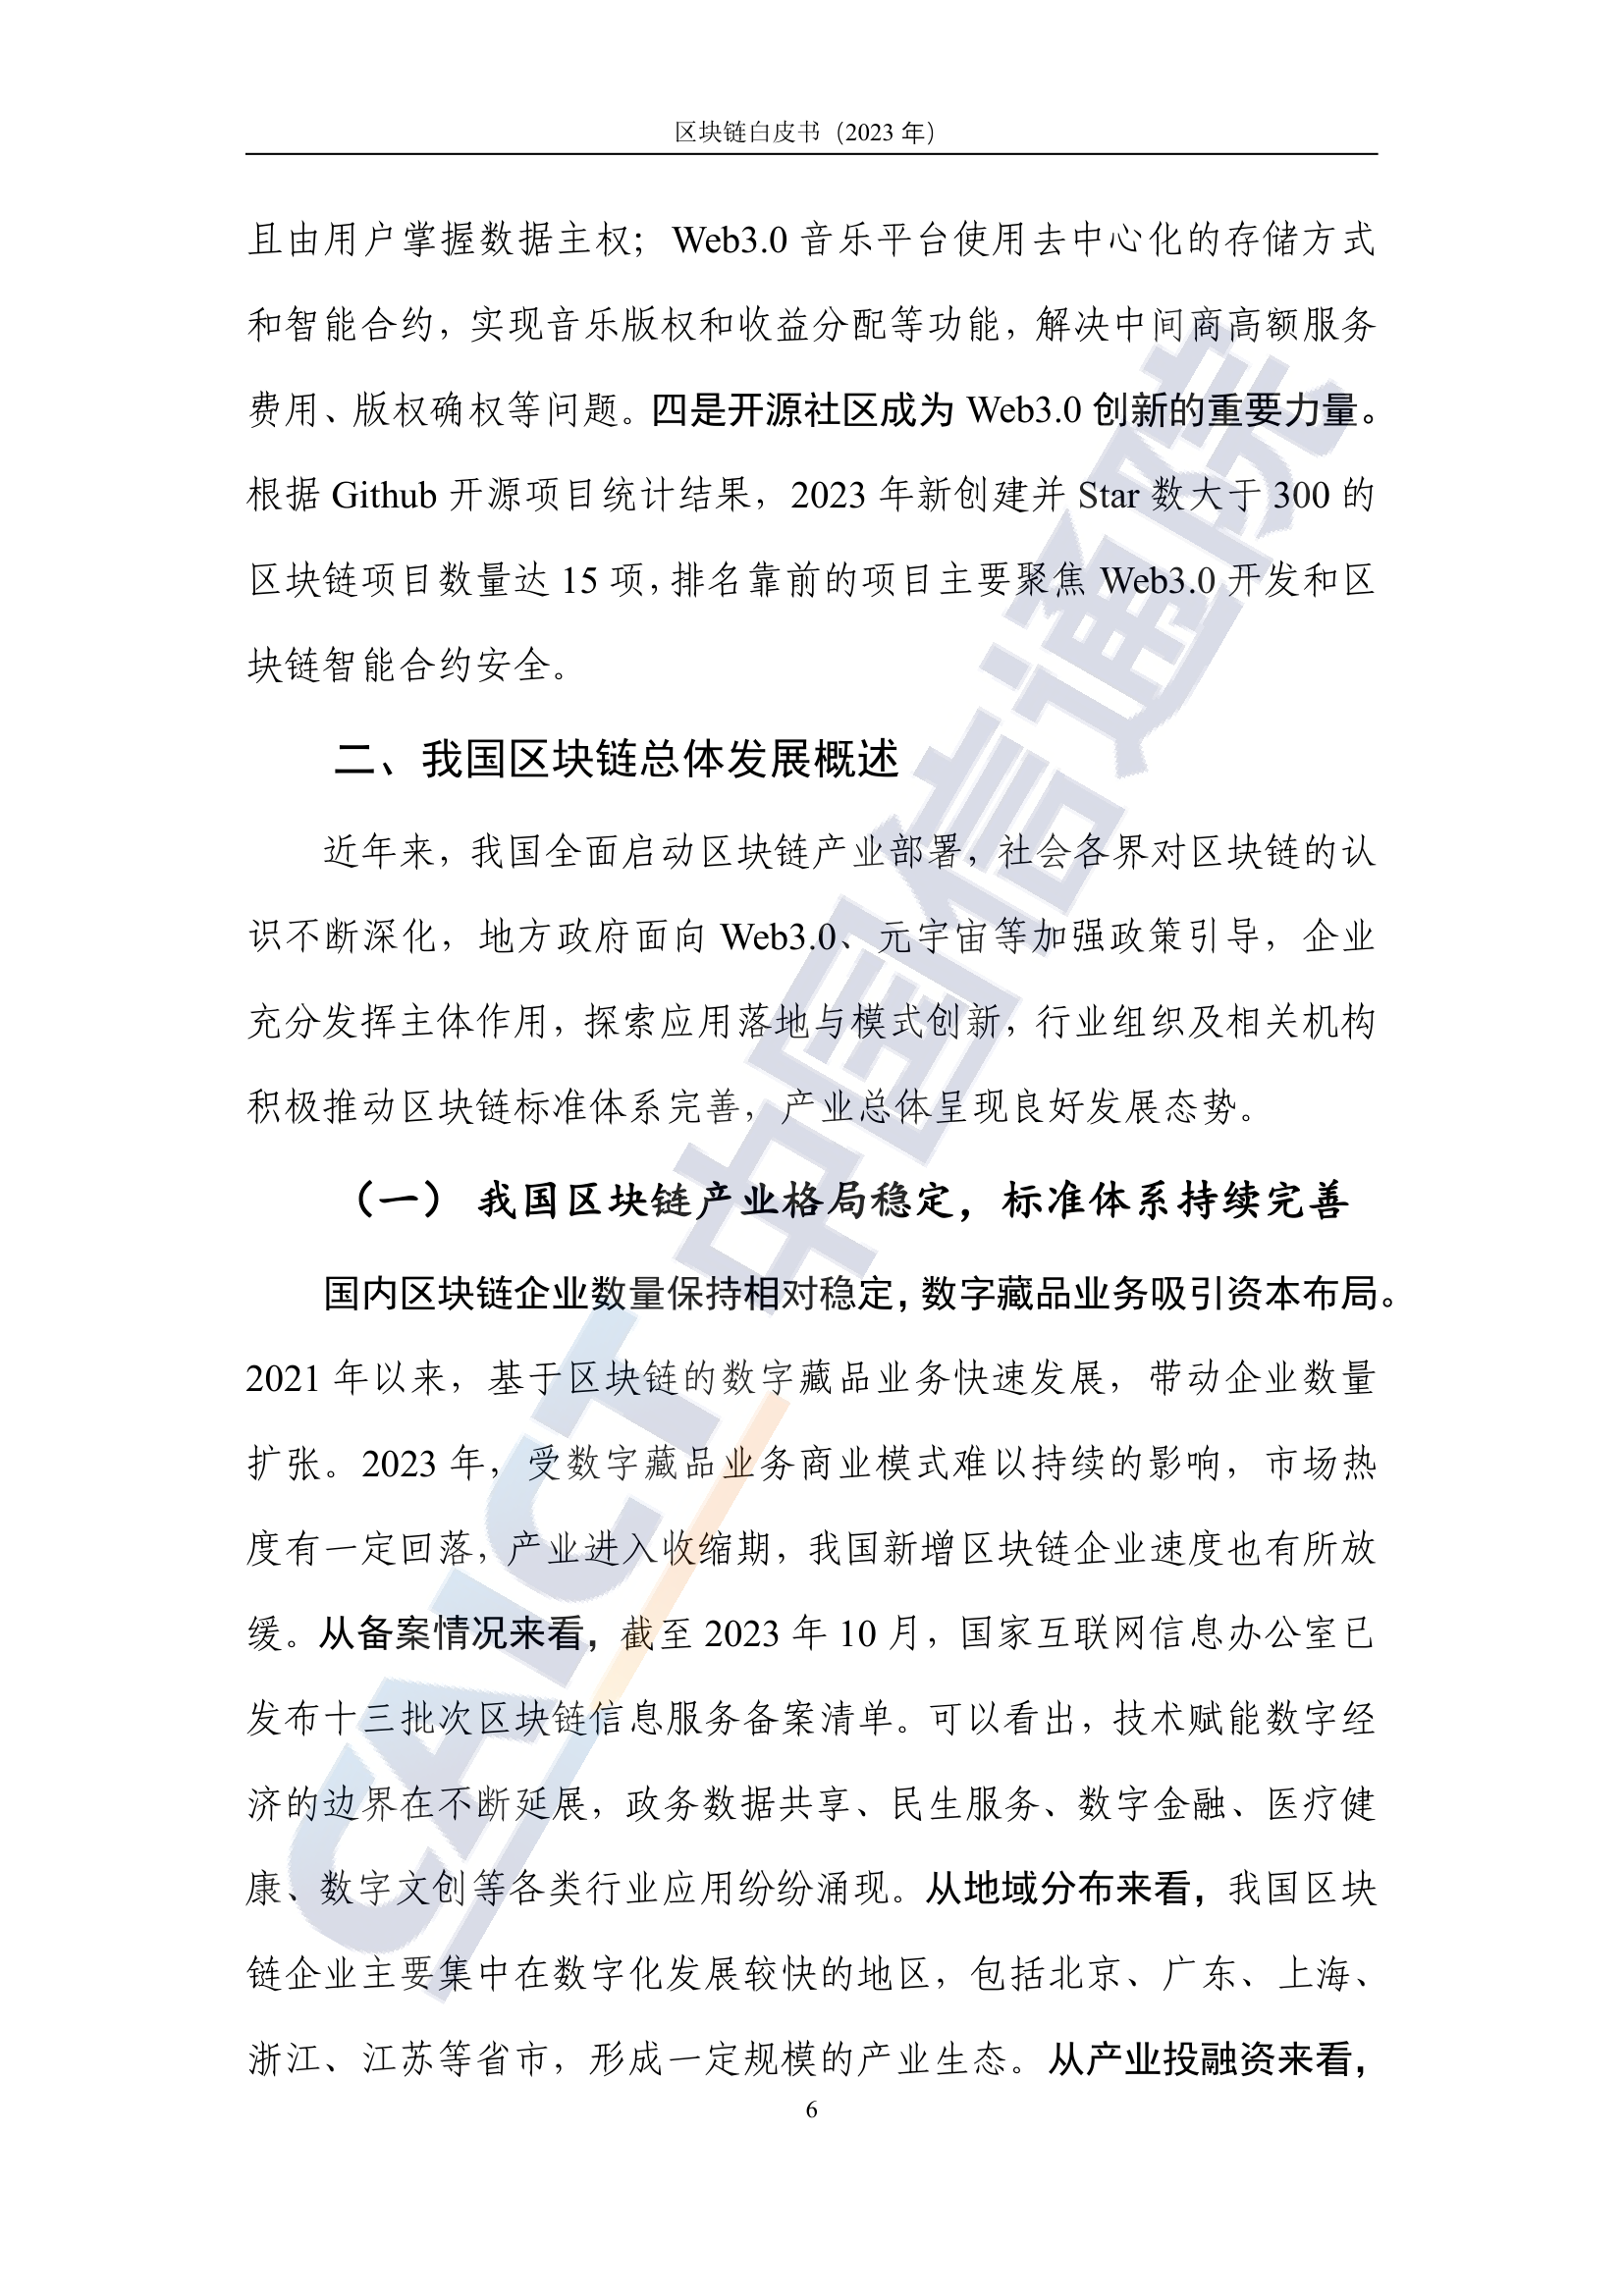 区块链白皮书（2023 年）
且由用户掌握数据主权；Web3.0 音乐平台使用去中心化的存储方式
和智能合约，实现音乐版权和收益分配等功能，解决中间商高额服务
费用、版权确权等问题。四是开源社区成为 Web3.0 创新的重要力量。
根据 Github 开源项目统计结果，2023 年新创建并 Star 数大于 300 的
区块链项目数量达 15 项，排名靠前的项目主要聚焦 Web3.0 开发和区
块链智能合约安全。
二、我国区块链总体发展概述
近年来，我国全面启动区块链产业部署，社会各界对区块链的认
识不断深化，地方政府面向 Web3.0、元宇宙等加强政策引导，企业
充分发挥主体作用，探索应用落地与模式创新，行业组织及相关机构
积极推动区块链标准体系完善，产业总体呈现良好发展态势。
（一） 我国区块链产业格局稳定，标准体系持续完善
国内区块链企业数量保持相对稳定，数字藏品业务吸引资本布局。
2021 年以来，基于区块链的数字藏品业务快速发展，带动企业数量
扩张。2023 年，受数字藏品业务商业模式难以持续的影响，市场热
度有一定回落，产业进入收缩期，我国新增区块链企业速度也有所放
缓。从备案情况来看，截至 2023 年 10 月，国家互联网信息办公室已
发布十三批次区块链信息服务备案清单。可以看出，技术赋能数字经
济的边界在不断延展，政务数据共享、民生服务、数字金融、医疗健
康、数字文创等各类行业应用纷纷涌现。从地域分布来看，我国区块
链企业主要集中在数字化发展较快的地区，包括北京、广东、上海、
浙江、江苏等省市，形成一定规模的产业生态。从产业投融资来看，
6
CAICT 中国信通院